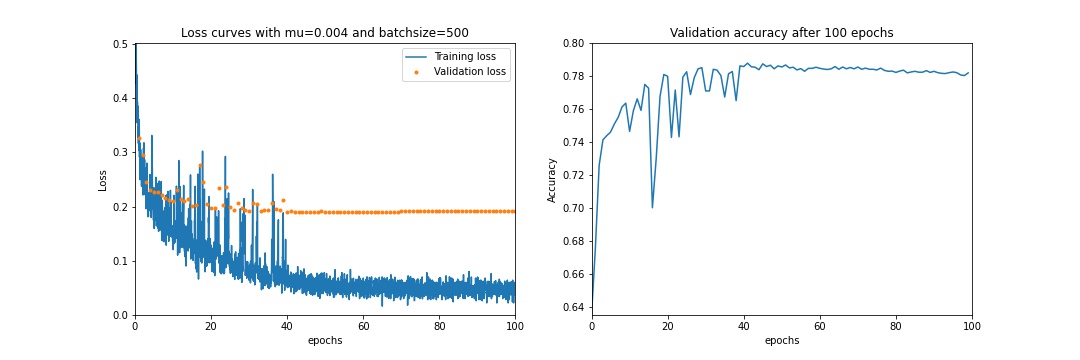 Loss curves with mu=0.004 and batchsize=500
0.5
0.4
0.3
0.2
0.1
0.0
Loss
Training loss
Validation loss
0 20 40 60 80 100
epochs
Validation accuracy after 100 epochs
0.80
0.78
0.76
0.74
0.72
0.70
0.68
0.66
0.64
Accuracy
0 20 40 60 80 100
epochs